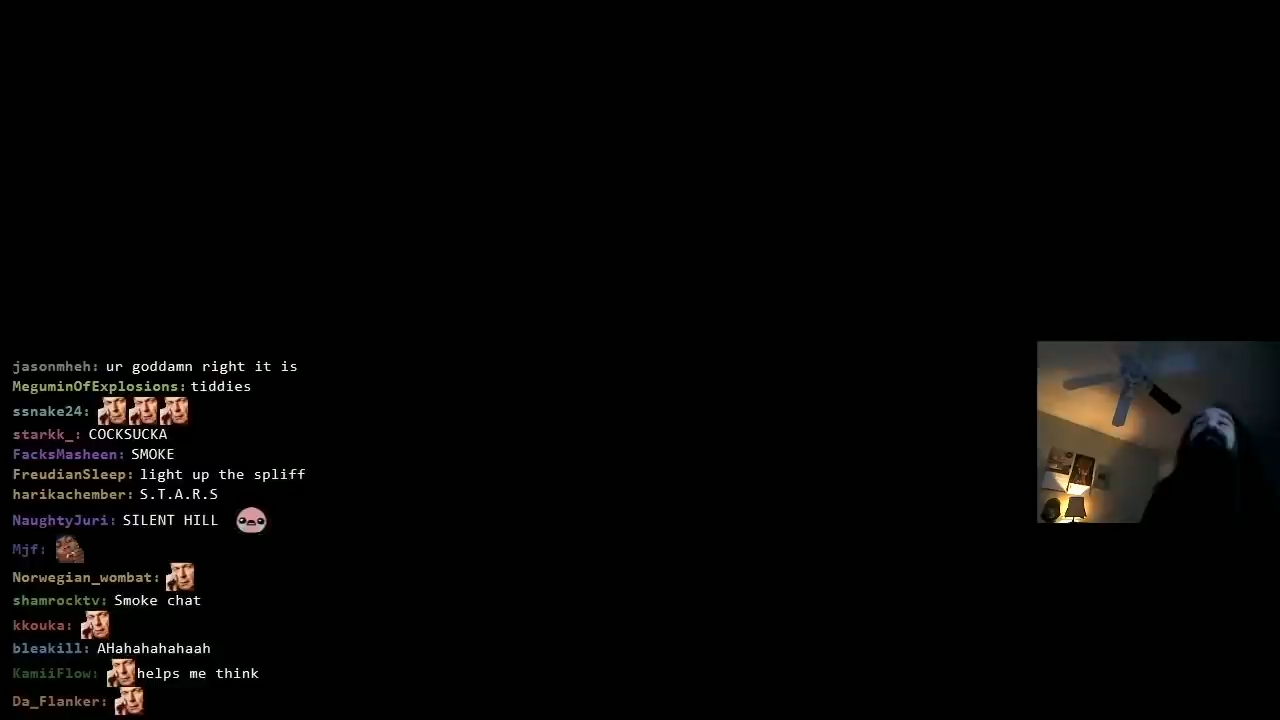 jasonmheh: ur goddamn right it is
MeguminOfExplosions: tiddies
ssnake24:
starkk_: COCKSUCKA
FacksMasheen: SMOKE
FreudianSleep: light up the spliff
harikachember: S.T.A.R.S
NaughtyJuri: SILENT HILL
Mjf:
Norwegian_wombat:
shamrocktv: Smoke chat
kkouka:
bleakill: AHahahahahaah
KamiiFlow: helps me think
Da_Flanker: